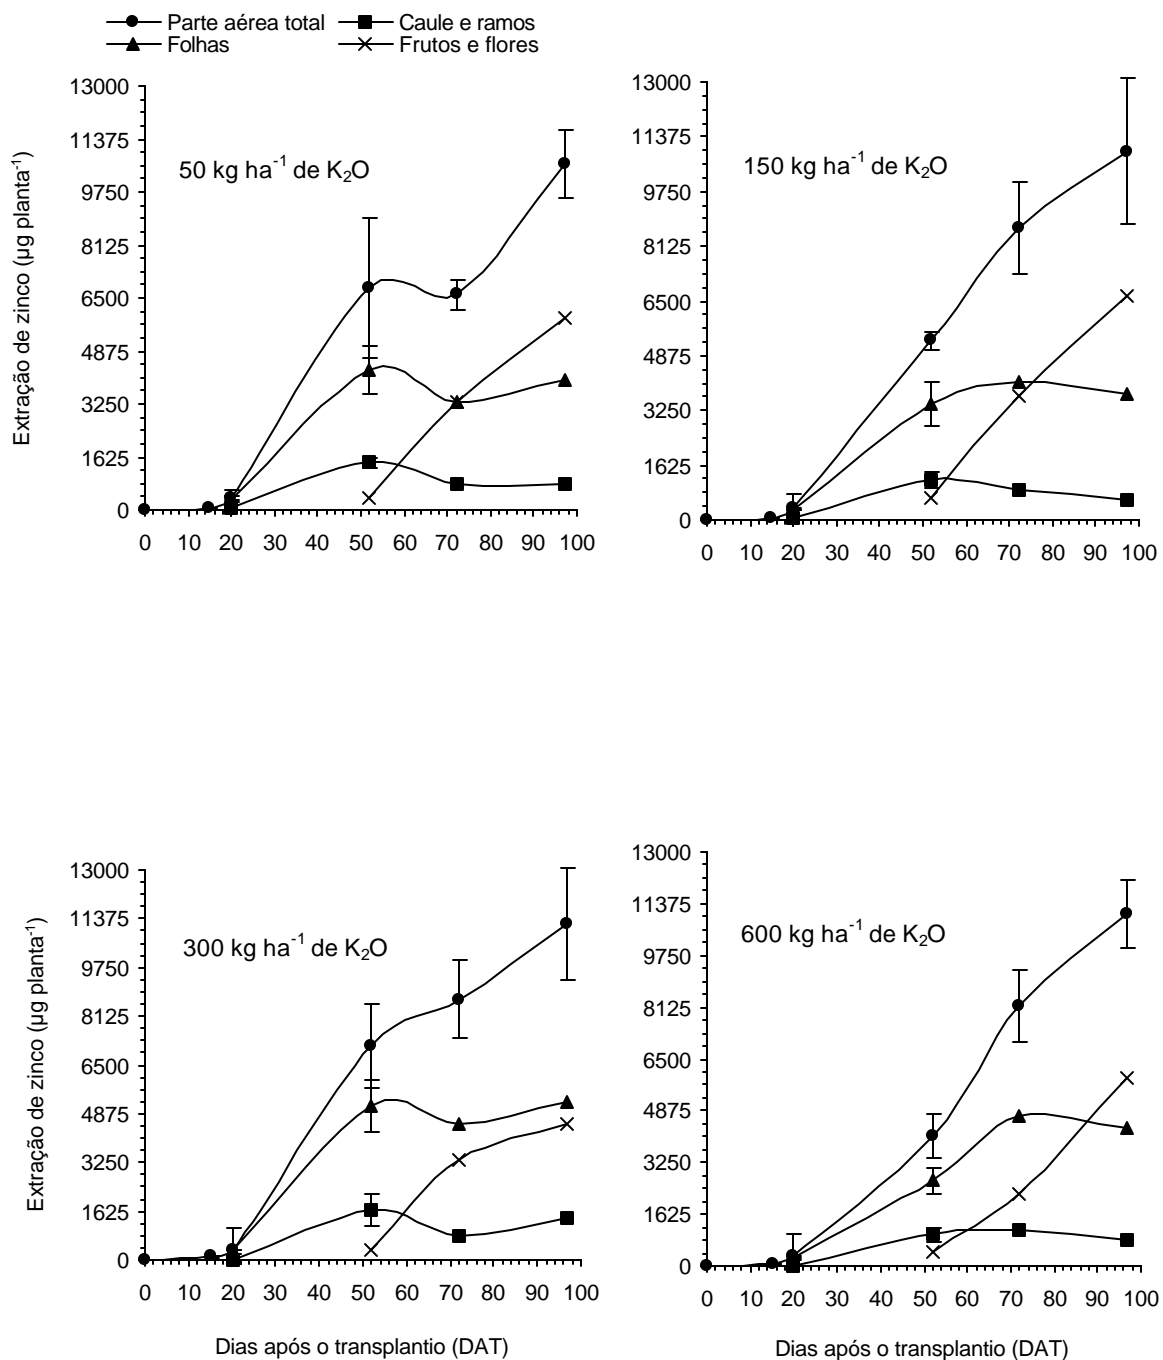 Parte aérea total Caule e ramos
Folhas Frutos e flores
Extração de zinco (µg planta⁻¹)
13000
11375
9750
8125
6500
4875
3250
1625
0
50 kg ha⁻¹ de K₂O
0 10 20 30 40 50 60 70 80 90 100
13000
11375
9750
8125
6500
4875
3250
1625
0
150 kg ha⁻¹ de K₂O
0 10 20 30 40 50 60 70 80 90 100
Extração de zinco (µg planta⁻¹)
13000
11375
9750
8125
6500
4875
3250
1625
0
300 kg ha⁻¹ de K₂O
0 10 20 30 40 50 60 70 80 90 100
Dias após o transplantio (DAT)
13000
11375
9750
8125
6500
4875
3250
1625
0
600 kg ha⁻¹ de K₂O
0 10 20 30 40 50 60 70 80 90 100
Dias após o transplantio (DAT)